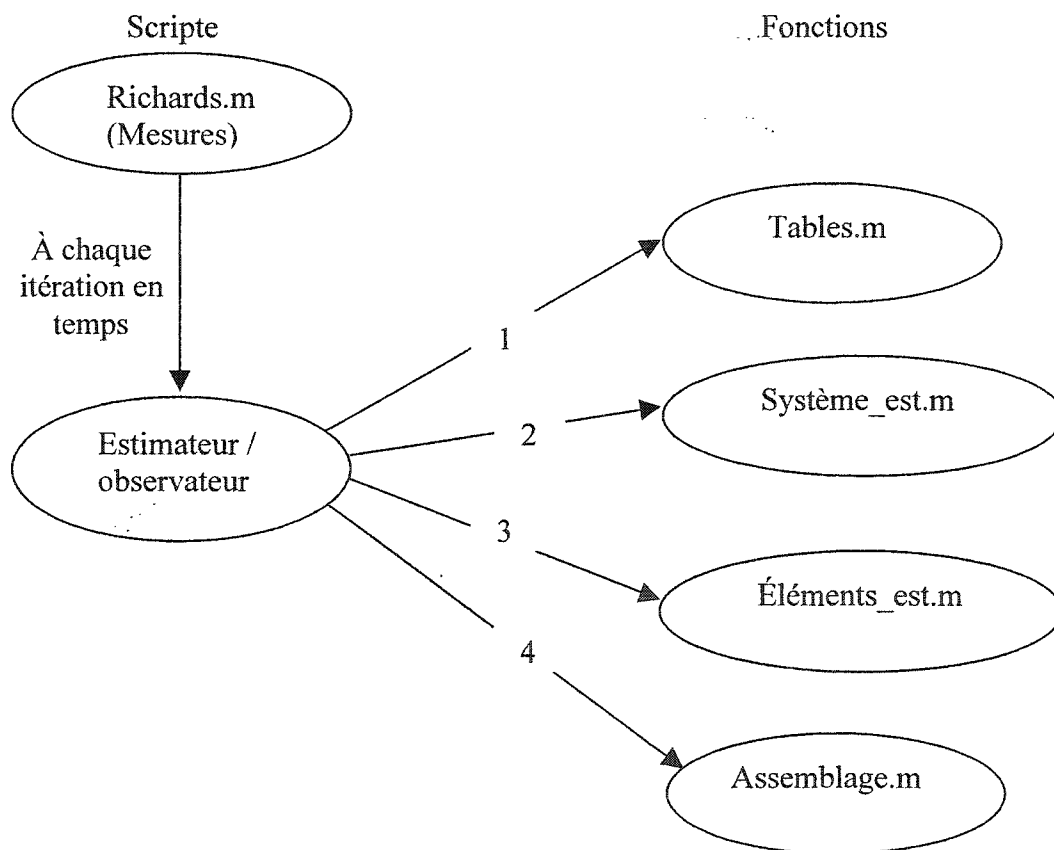 Scripte
Fonctions
Richards.m
(Mesures)
Tables.m
À chaque
itération en
temps
1
Système_est.m
2
Estimateur /
observateur
3
Éléments_est.m
4
Assemblage.m